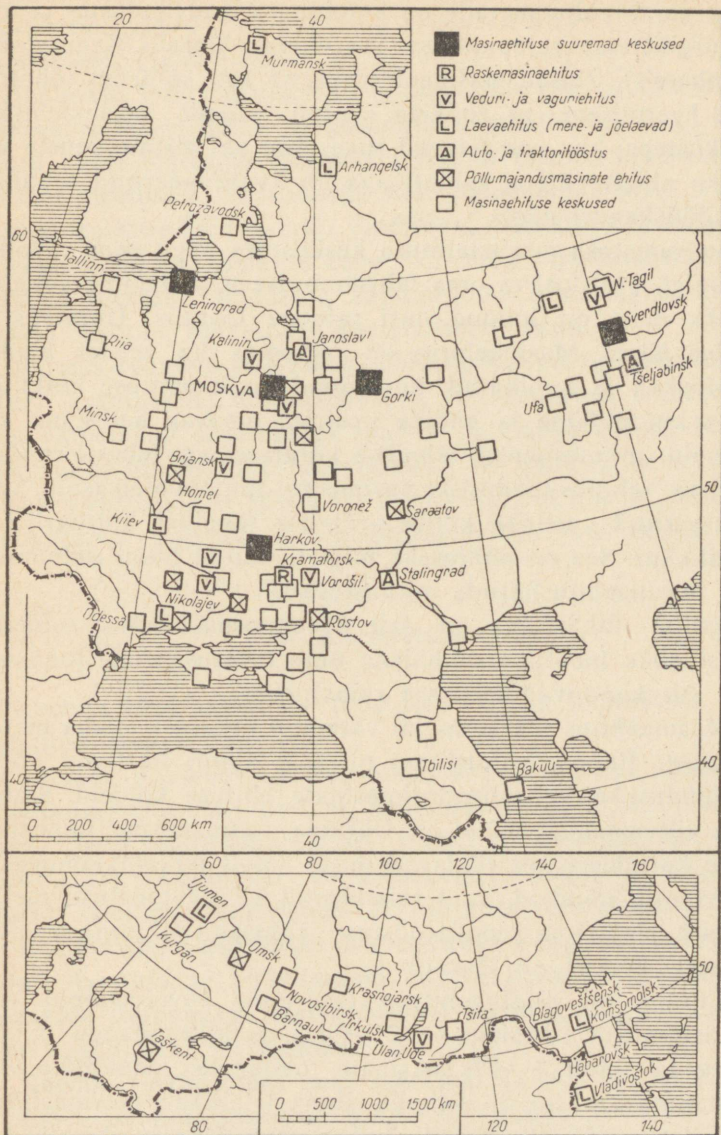 20
40
Murmansk
Arhangelsk
Petrozavodsk
60
Tallinn
Leningrad
Riia
Kalinin
Jaroslavl
MOSKVA
Gorki
N.-Tagil
Sverdlovsk
Tšeljabinsk
Ufa
Minsk
Brjansk
Homel
Voronež
Saraatov
50
Kiiev
Harkov
Kramatorsk
Vorošil.
Stalingrad
Odessa
Nikolajev
Rostov
Tbilisi
Bakuu
40
40
0 200 400 600 km
40
Masinaehituse suuremad keskused
R Raskemasinaehitus
V Veduri- ja vaguriehitus
L Laevaehitus (mere- ja jõelaevad)
A Auto- ja traktoritööstus
Põllumajandusmasinate ehitus
Masinaehituse keskused
60
80
100
120
140
160
Tjumen
Kurgan
Omsk
Novosibirsk
Barnaul
Krasnojarsk
Irkutsk
Ulan Ude
Tšita
Blagoveštšensk
Komsomolsk
50
Habarovsk
Vladivostok
Taškent
80
0 500 1000 1500 km
120
140